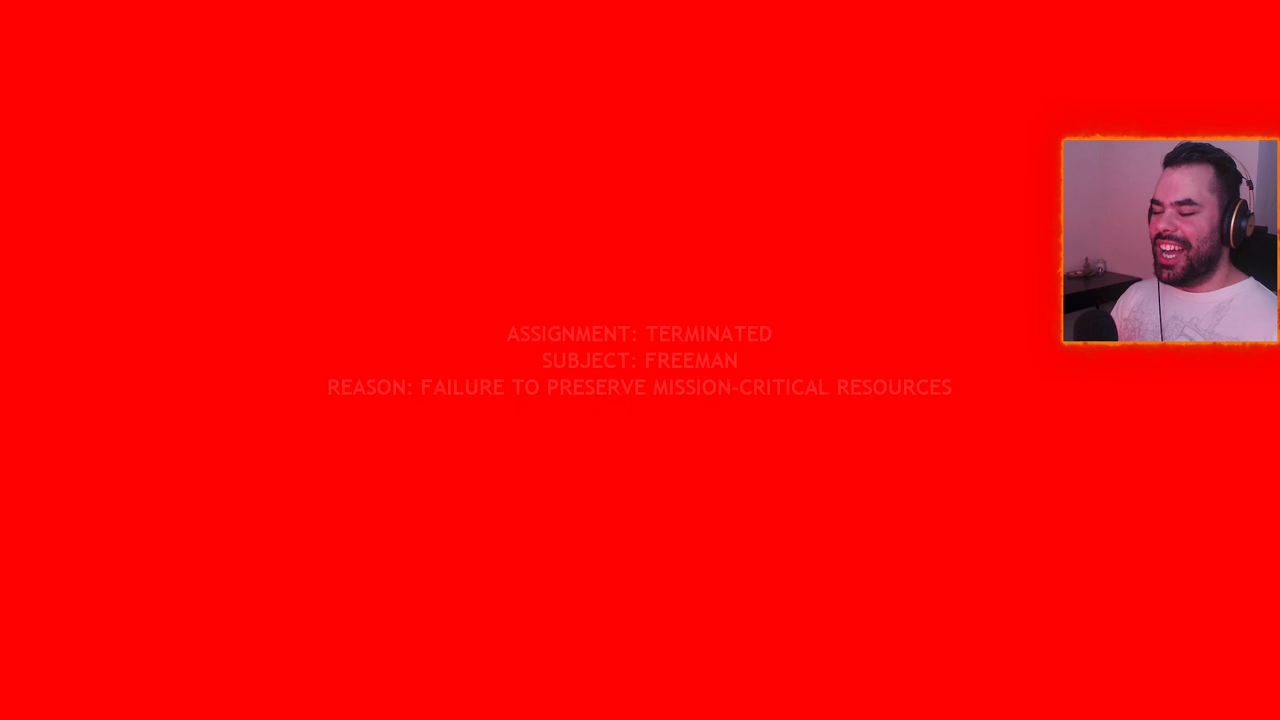 ASSIGNMENT: TERMINATED
SUBJECT: FREEMAN
REASON: FAILURE TO PRESERVE MISSION-CRITICAL RESOURCES